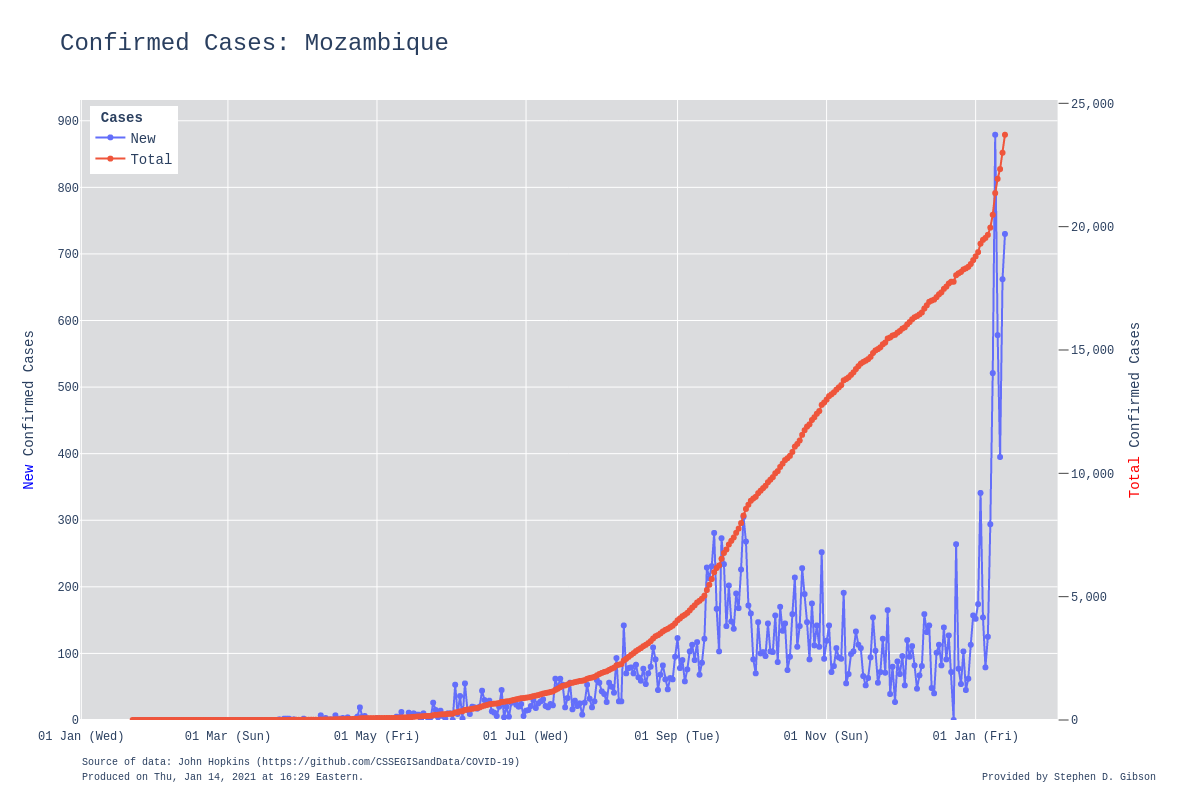 Confirmed Cases: Mozambique
Cases
New
Total
900
800
700
600
500
400
300
200
100
0
25,000
20,000
15,000
10,000
5,000
0
New Confirmed Cases
Total Confirmed Cases
01 Jan (Wed) 01 Mar (Sun) 01 May (Fri) 01 Jul (Wed) 01 Sep (Tue) 01 Nov (Sun) 01 Jan (Fri)
Source of data: John Hopkins (https://github.com/CSSEGISandData/COVID-19)
Produced on Thu, Jan 14, 2021 at 16:29 Eastern.
Provided by Stephen D. Gibson